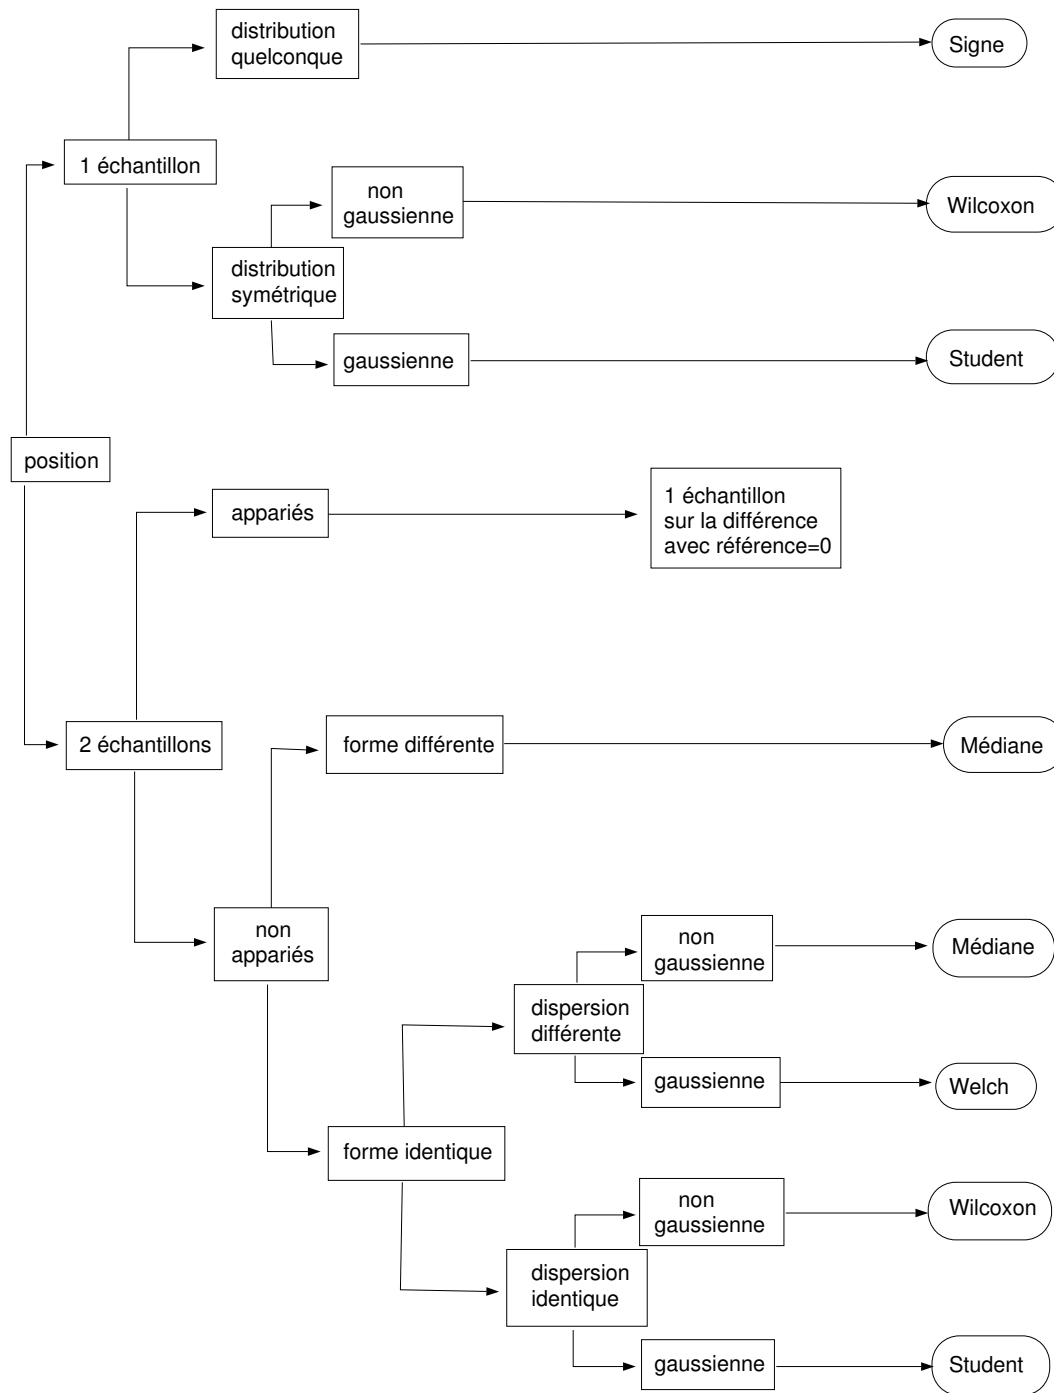 distribution
quelconque
Signe
1 échantillon
non
gaussienne
Wilcoxon
distribution
symétrique
gaussienne
Student
position
appariés
1 échantillon
sur la différence
avec référence=0
2 échantillons
forme différente
Médiane
non
appariés
non
gaussienne
Médiane
dispersion
différente
gaussienne
Welch
forme identique
non
gaussienne
Wilcoxon
dispersion
identique
gaussienne
Student